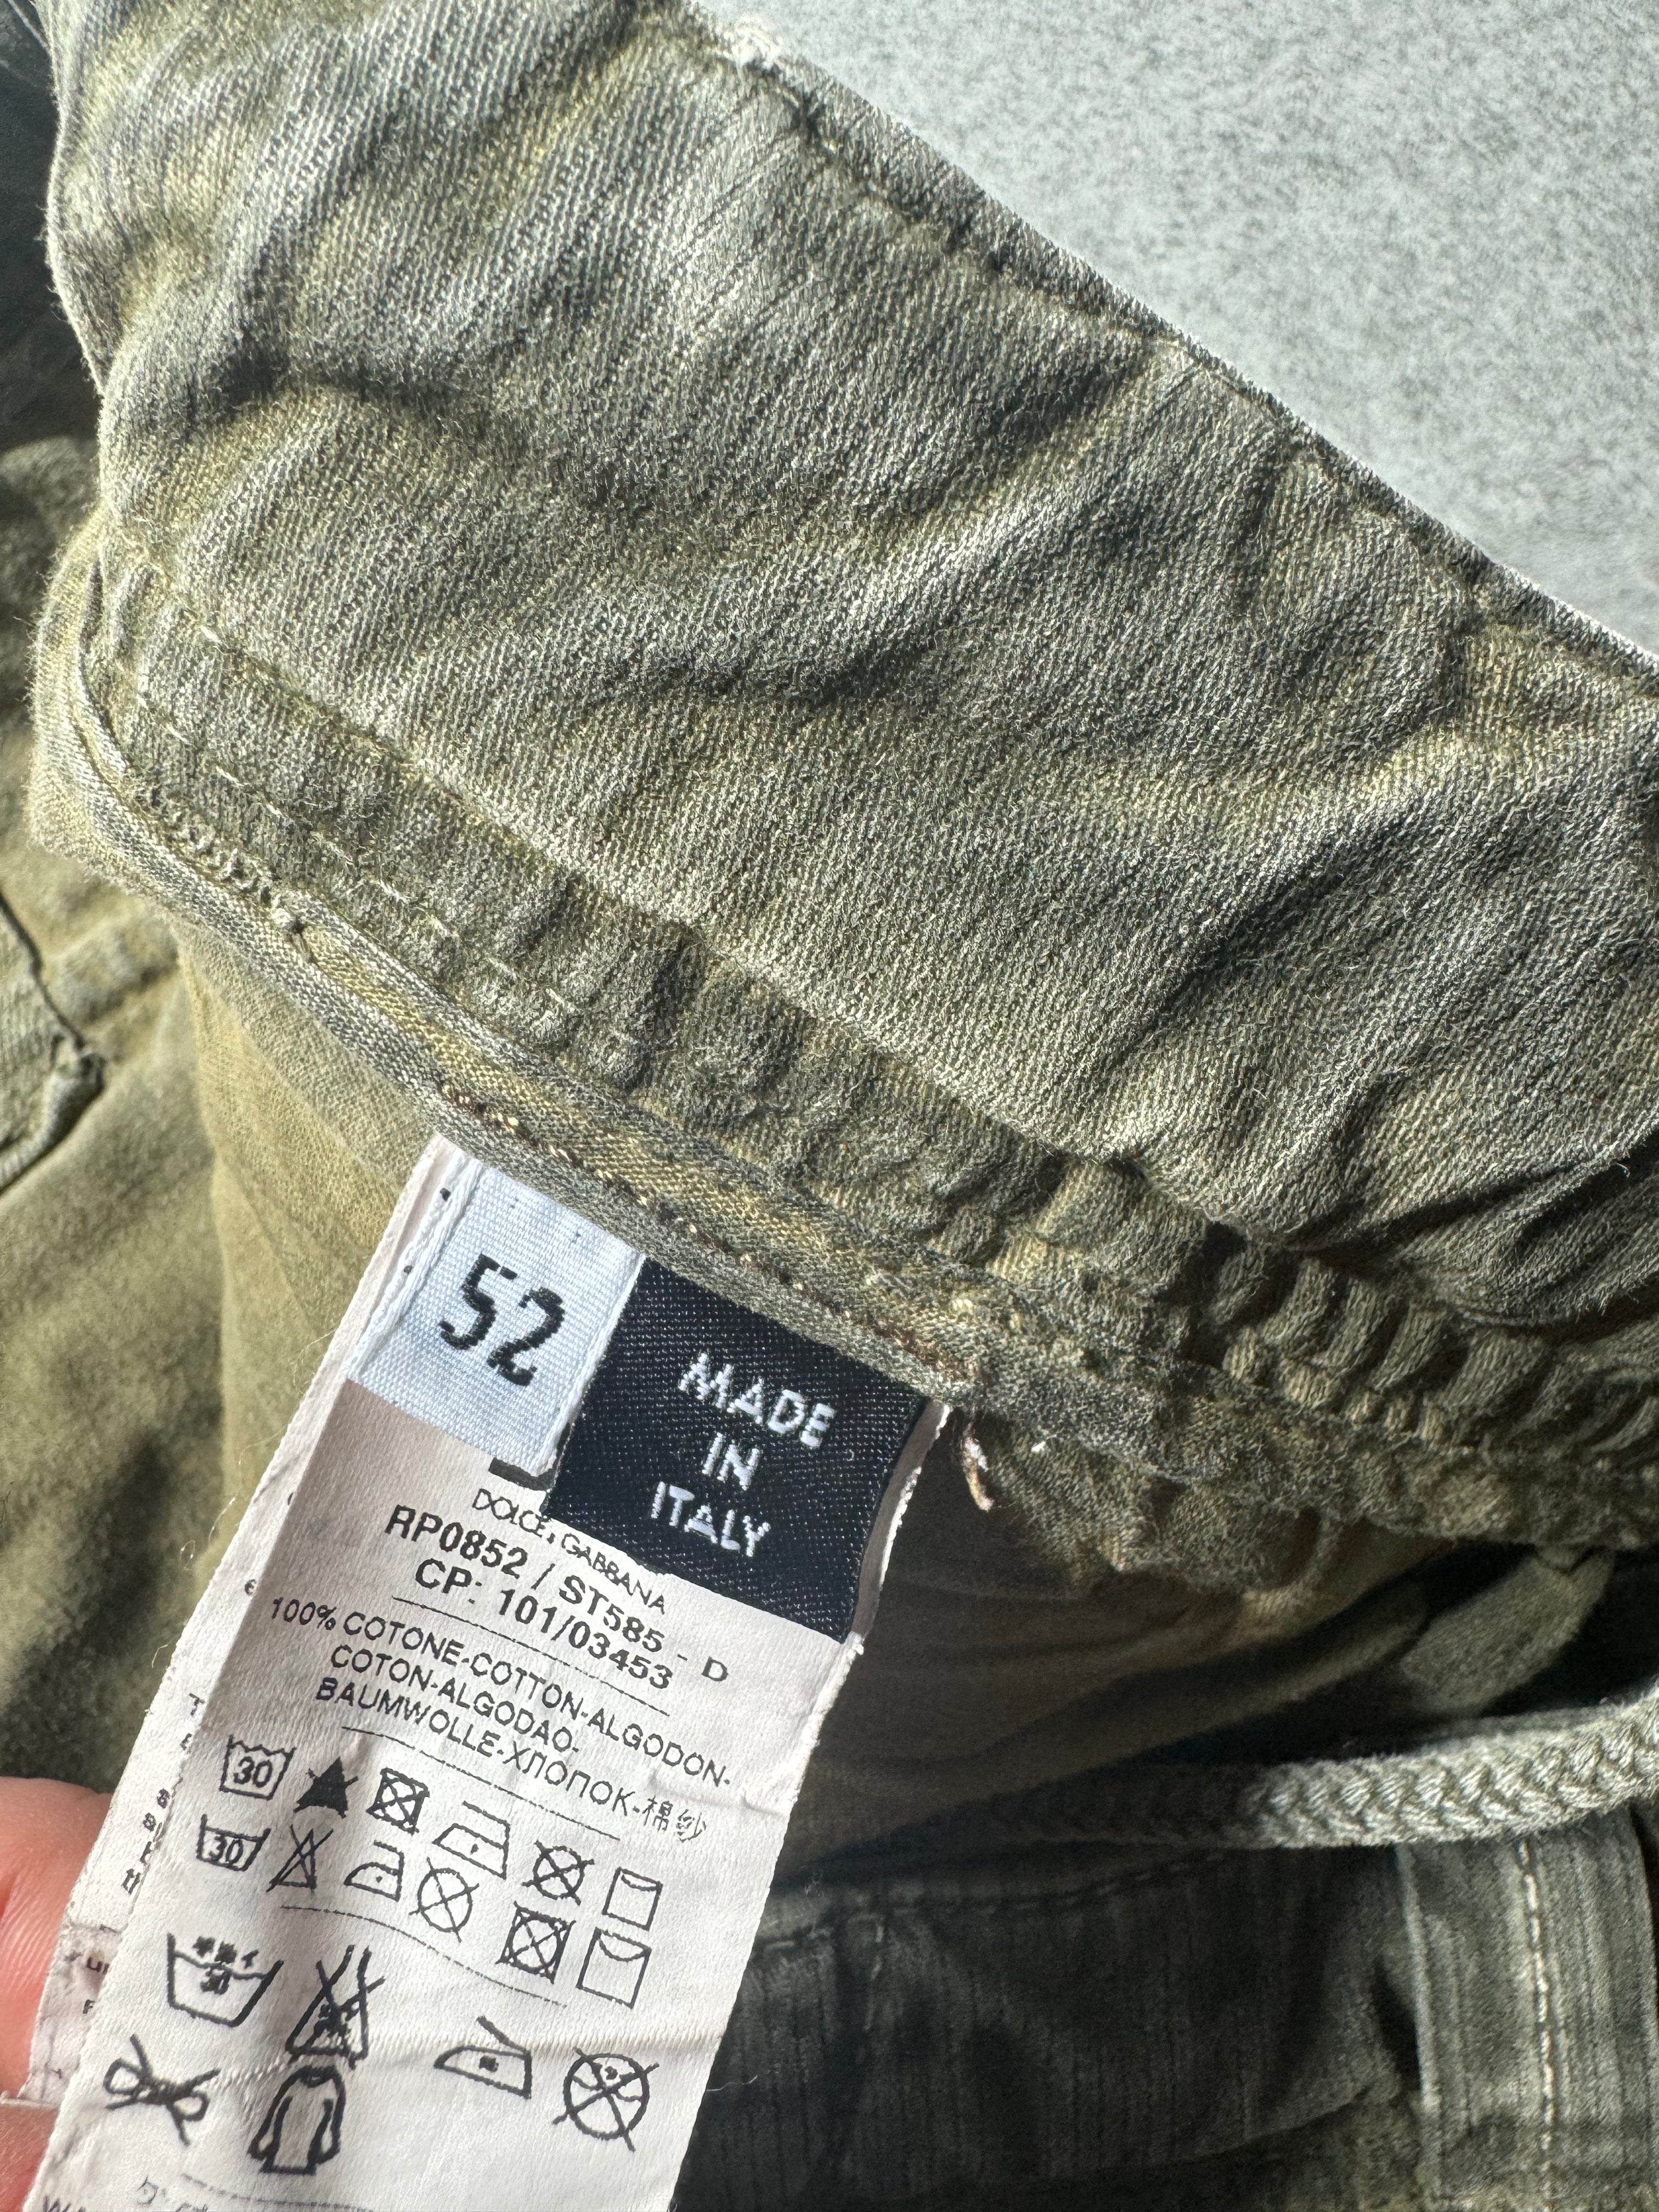 52
MADE
IN
ITALY
DOLCE & GABBANA
RP0852 / ST585 - D
CP: 101/03453
100% COTONE-COTTON-ALGODON-
COTON-ALGODAO-
BAUMWOLLE-ХЛОПОК-棉紗
30
30
30